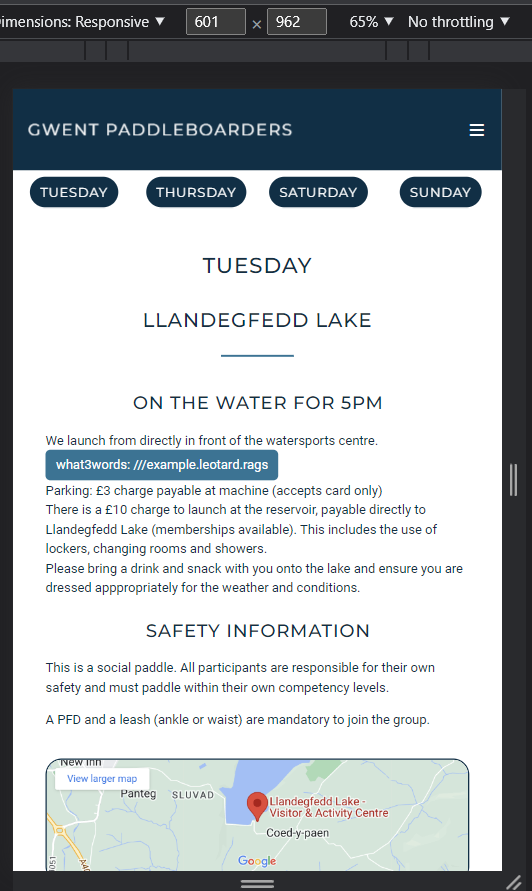 imensions: Responsive ▼ 601 × 962 65% ▼ No throttling ▼
GWENT PADDLEBOARDERS
TUESDAY THURSDAY SATURDAY SUNDAY
TUESDAY
LLANDEGFEDD LAKE
ON THE WATER FOR 5PM
We launch from directly in front of the watersports centre.
what3words: ///example.leotard.rags
Parking: £3 charge payable at machine (accepts card only)
There is a £10 charge to launch at the reservoir, payable directly to
Llandegfedd Lake (memberships available). This includes the use of
lockers, changing rooms and showers.
Please bring a drink and snack with you onto the lake and ensure you are
dressed apppropriately for the weather and conditions.
SAFETY INFORMATION
This is a social paddle. All participants are responsible for their own
safety and must paddle within their own competency levels.
A PFD and a leash (ankle or waist) are mandatory to join the group.
New Inn
View larger map
Panteg
SLUVAD
Llandegfedd Lake -
Visitor & Activity Centre
Coed-y-paen
Google